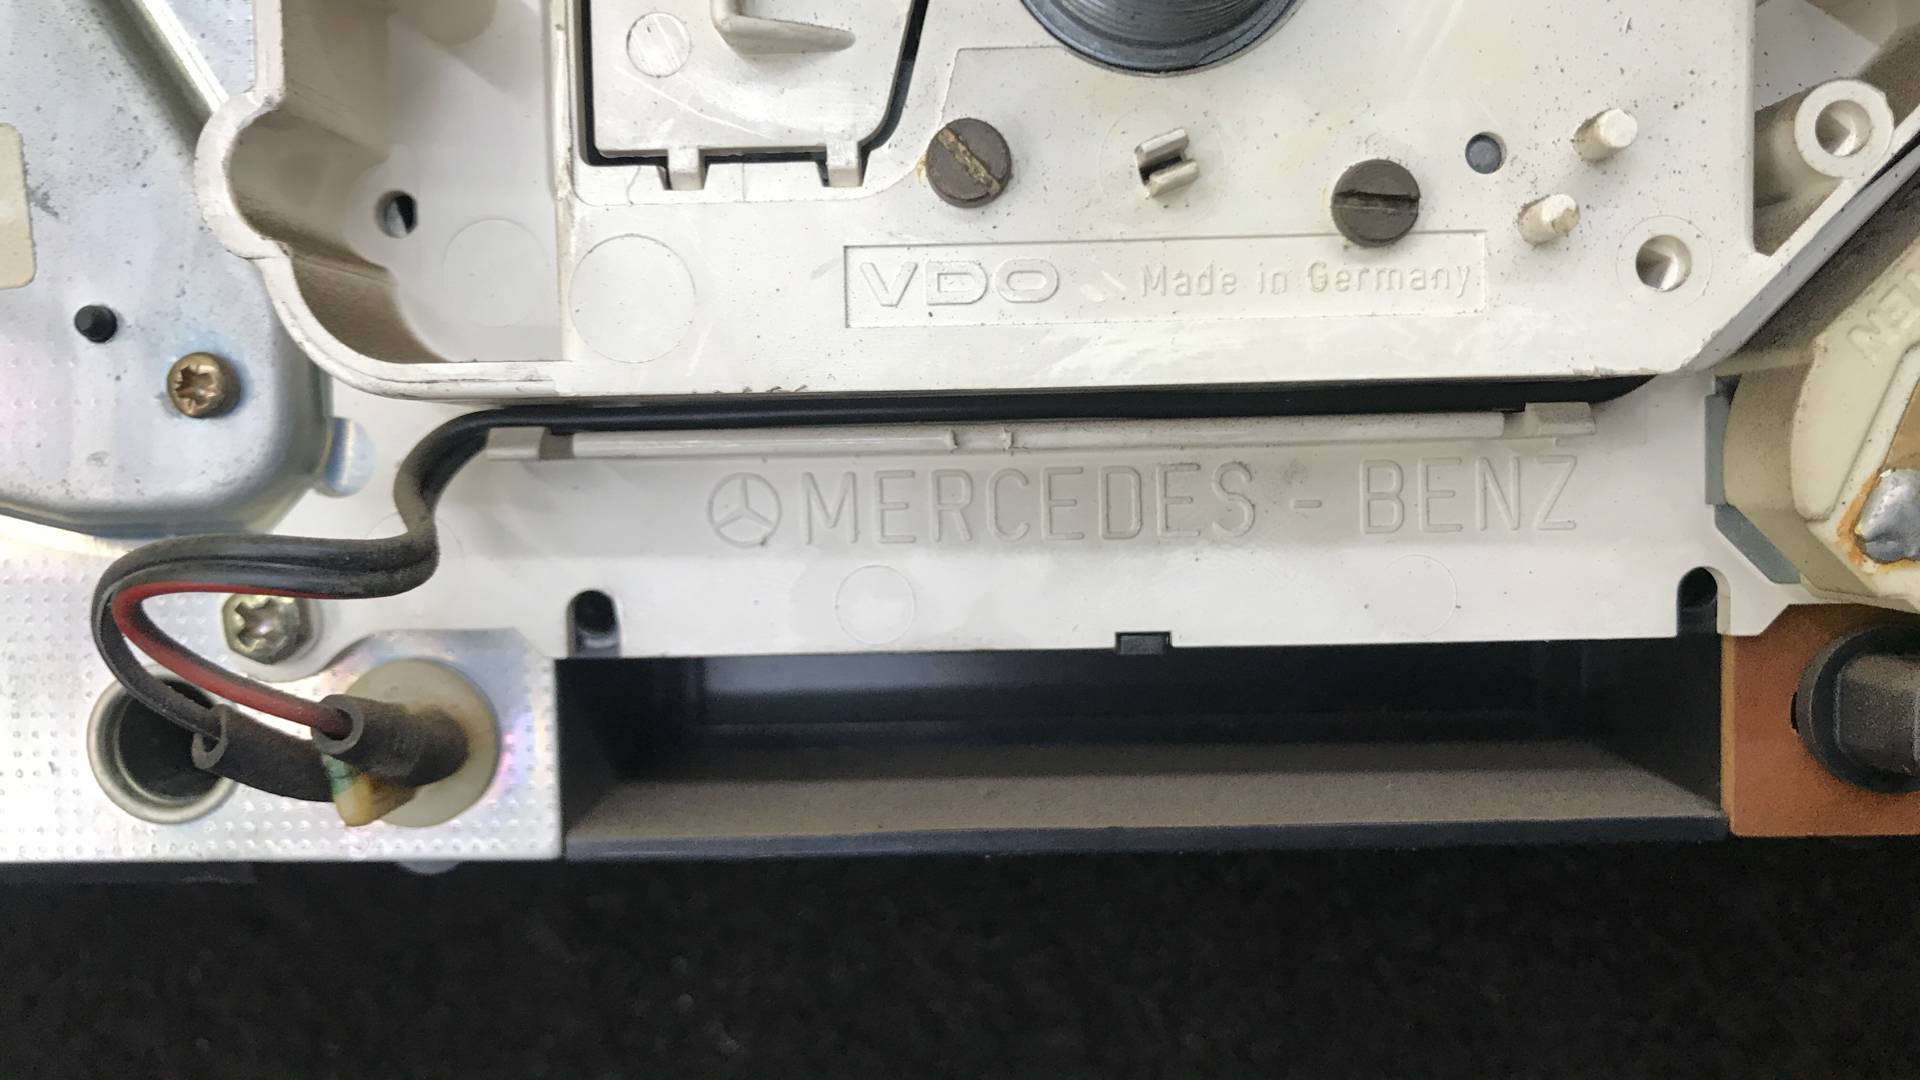 VDO Made in Germany
MERCEDES - BENZ